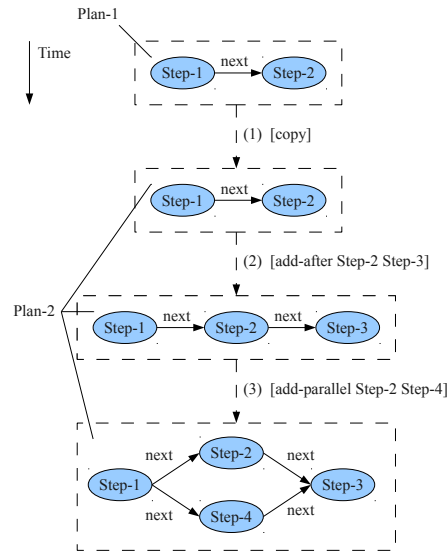 Plan-1
Time
next
Step-1 Step-2
(1) [copy]
next
Step-1 Step-2
(2) [add-after Step-2 Step-3]
Plan-2
next next
Step-1 Step-2 Step-3
(3) [add-parallel Step-2 Step-4]
Step-2
next next
Step-1 Step-3
next next
Step-4